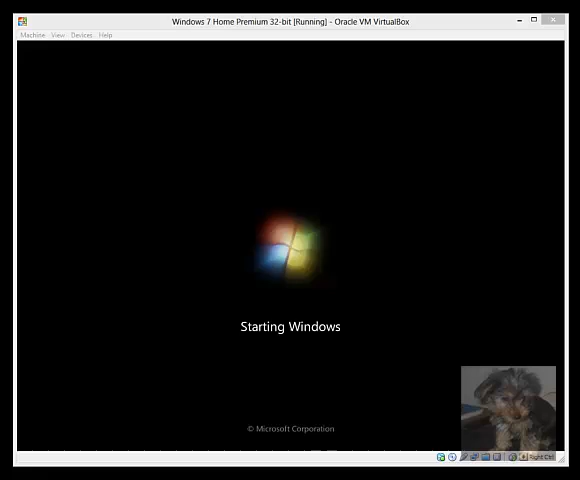 Windows 7 Home Premium 32-bit [Running] - Oracle VM VirtualBox
Machine View Devices Help
Starting Windows
© Microsoft Corporation
Right Ctrl